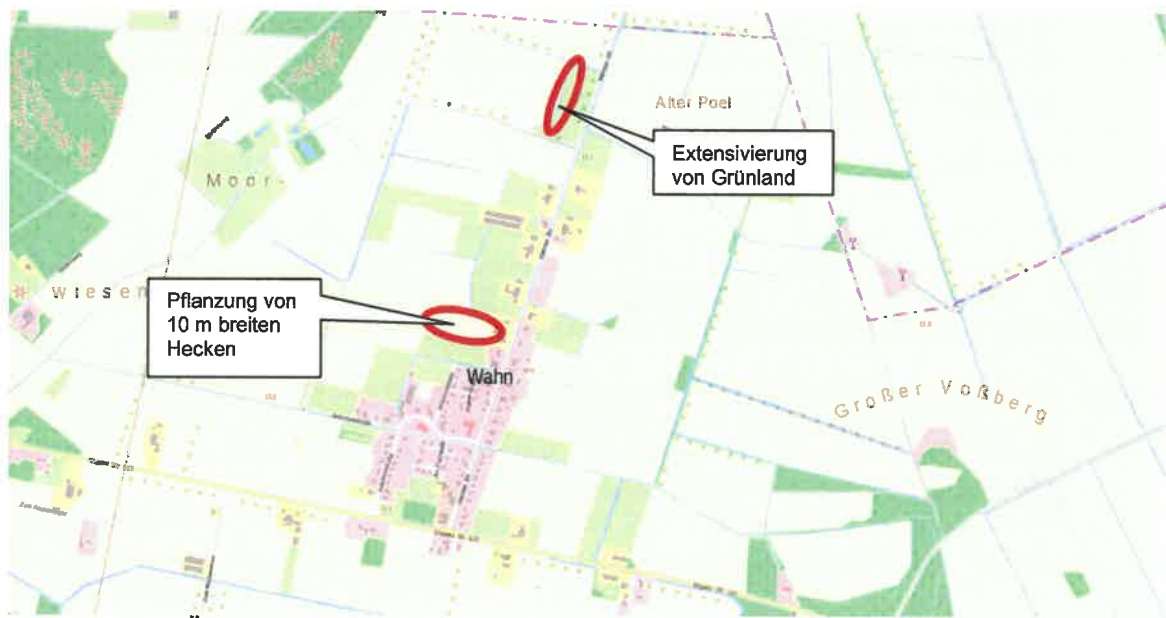 Alter Poel
Extensivierung
von Grünland
Moor-
wiesen
Pflanzung von
10 m breiten
Hecken
Wahn
Großer Voßberg